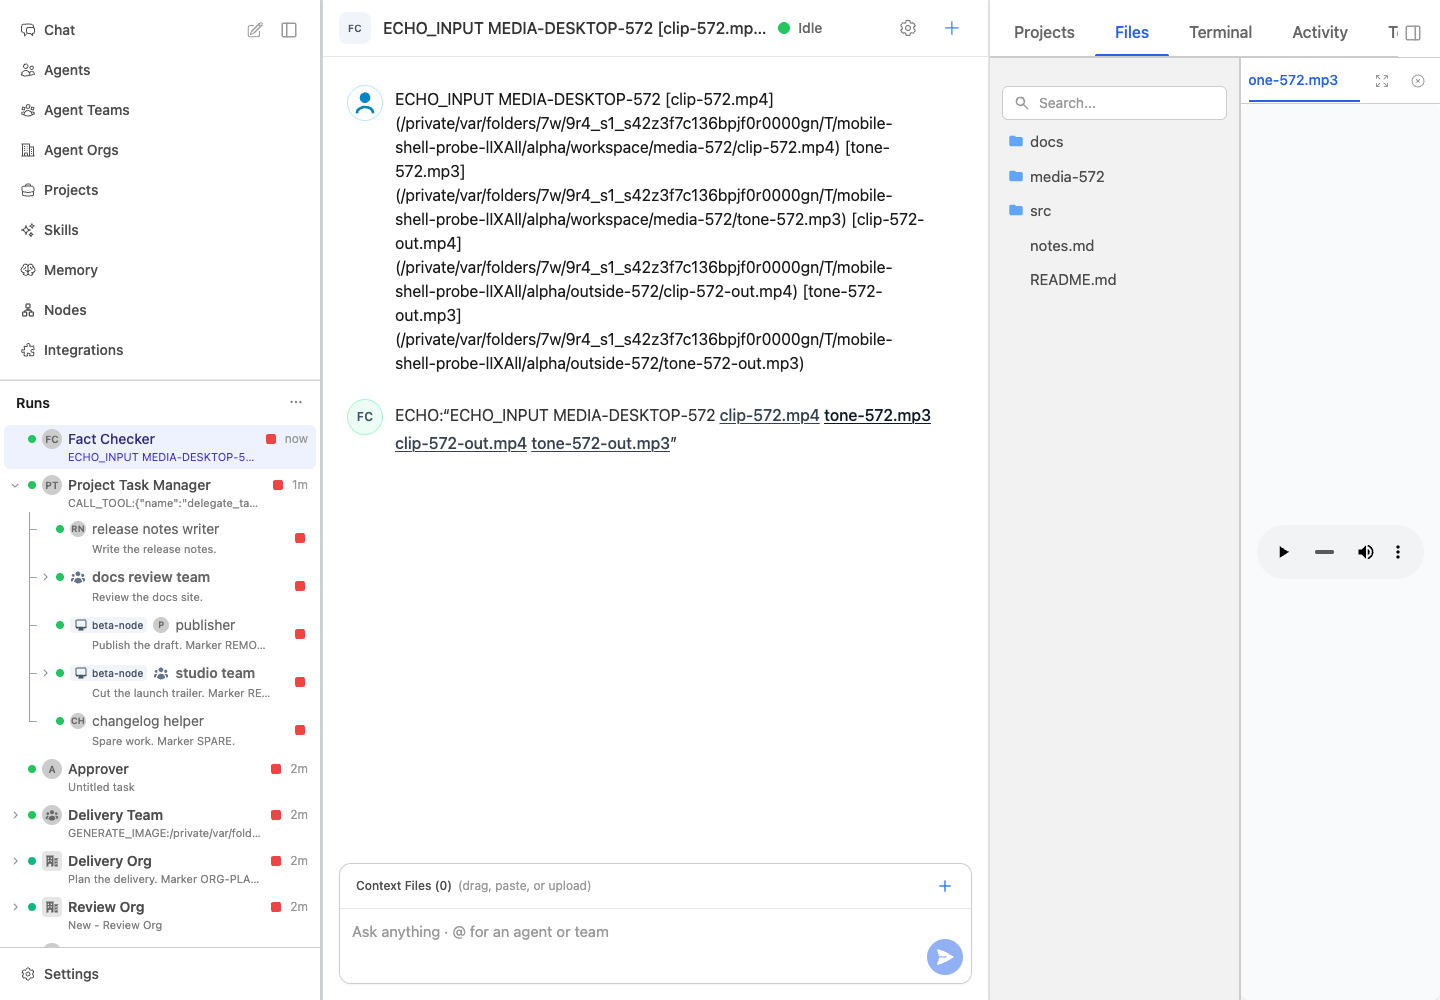 Chat
Agents
Agent Teams
Agent Orgs
Projects
Skills
Memory
Nodes
Integrations
Runs
FC Fact Checker now
ECHO_INPUT MEDIA-DESKTOP-5...
PT Project Task Manager 1m
CALL_TOOL:{"name":"delegate_ta...
RN release notes writer
Write the release notes.
docs review team
Review the docs site.
beta-node P publisher
Publish the draft. Marker REMO...
beta-node studio team
Cut the launch trailer. Marker RE...
CH changelog helper
Spare work. Marker SPARE.
A Approver 2m
Untitled task
Delivery Team 2m
GENERATE_IMAGE:/private/var/fold...
Delivery Org 2m
Plan the delivery. Marker ORG-PLA...
Review Org 2m
New - Review Org
Settings
FC ECHO_INPUT MEDIA-DESKTOP-572 [clip-572.mp... Idle
ECHO_INPUT MEDIA-DESKTOP-572 [clip-572.mp4]
(/private/var/folders/7w/9r4_s1_s42z3f7c136bpjf0r0000gn/T/mobile-
shell-probe-lIXAll/alpha/workspace/media-572/clip-572.mp4) [tone-
572.mp3]
(/private/var/folders/7w/9r4_s1_s42z3f7c136bpjf0r0000gn/T/mobile-
shell-probe-lIXAll/alpha/workspace/media-572/tone-572.mp3) [clip-572-
out.mp4]
(/private/var/folders/7w/9r4_s1_s42z3f7c136bpjf0r0000gn/T/mobile-
shell-probe-lIXAll/alpha/outside-572/clip-572-out.mp4) [tone-572-
out.mp3]
(/private/var/folders/7w/9r4_s1_s42z3f7c136bpjf0r0000gn/T/mobile-
shell-probe-lIXAll/alpha/outside-572/tone-572-out.mp3)
FC ECHO:“ECHO_INPUT MEDIA-DESKTOP-572 clip-572.mp4 tone-572.mp3
clip-572-out.mp4 tone-572-out.mp3”
Context Files (0) (drag, paste, or upload)
Ask anything · @ for an agent or team
Projects Files Terminal Activity
Search...
docs
media-572
src
notes.md
README.md
one-572.mp3